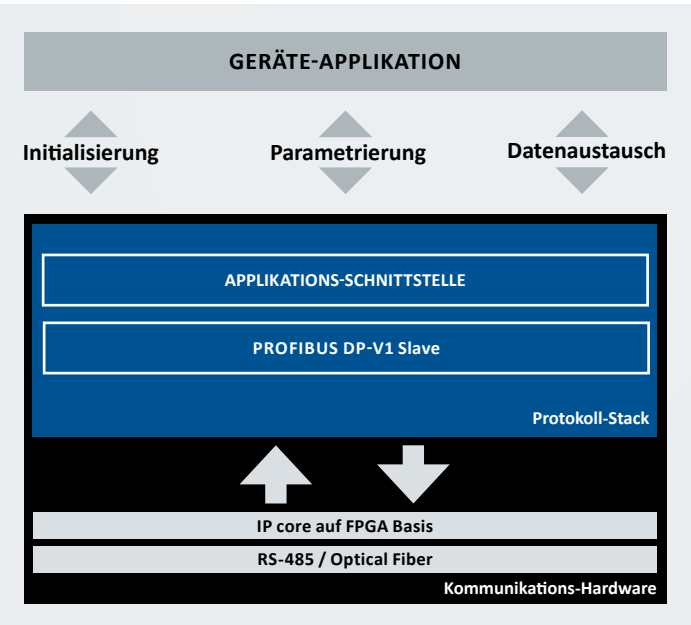 GERÄTE-APPLIKATION
Initialisierung
Parametrierung
Datenaustausch
APPLIKATIONS-SCHNITTSTELLE
PROFIBUS DP-V1 Slave
Protokoll-Stack
IP core auf FPGA Basis
RS-485 / Optical Fiber
Kommunikations-Hardware